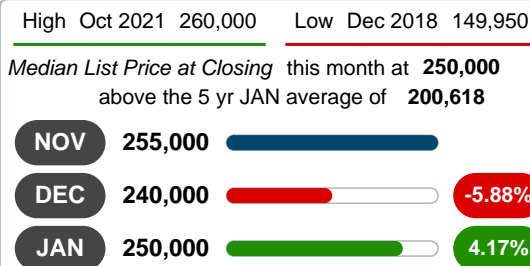 High Oct 2021 260,000 Low Dec 2018 149,950
Median List Price at Closing this month at 250,000
above the 5 yr JAN average of 200,618
NOV 255,000
DEC 240,000 -5.88%
JAN 250,000 4.17%